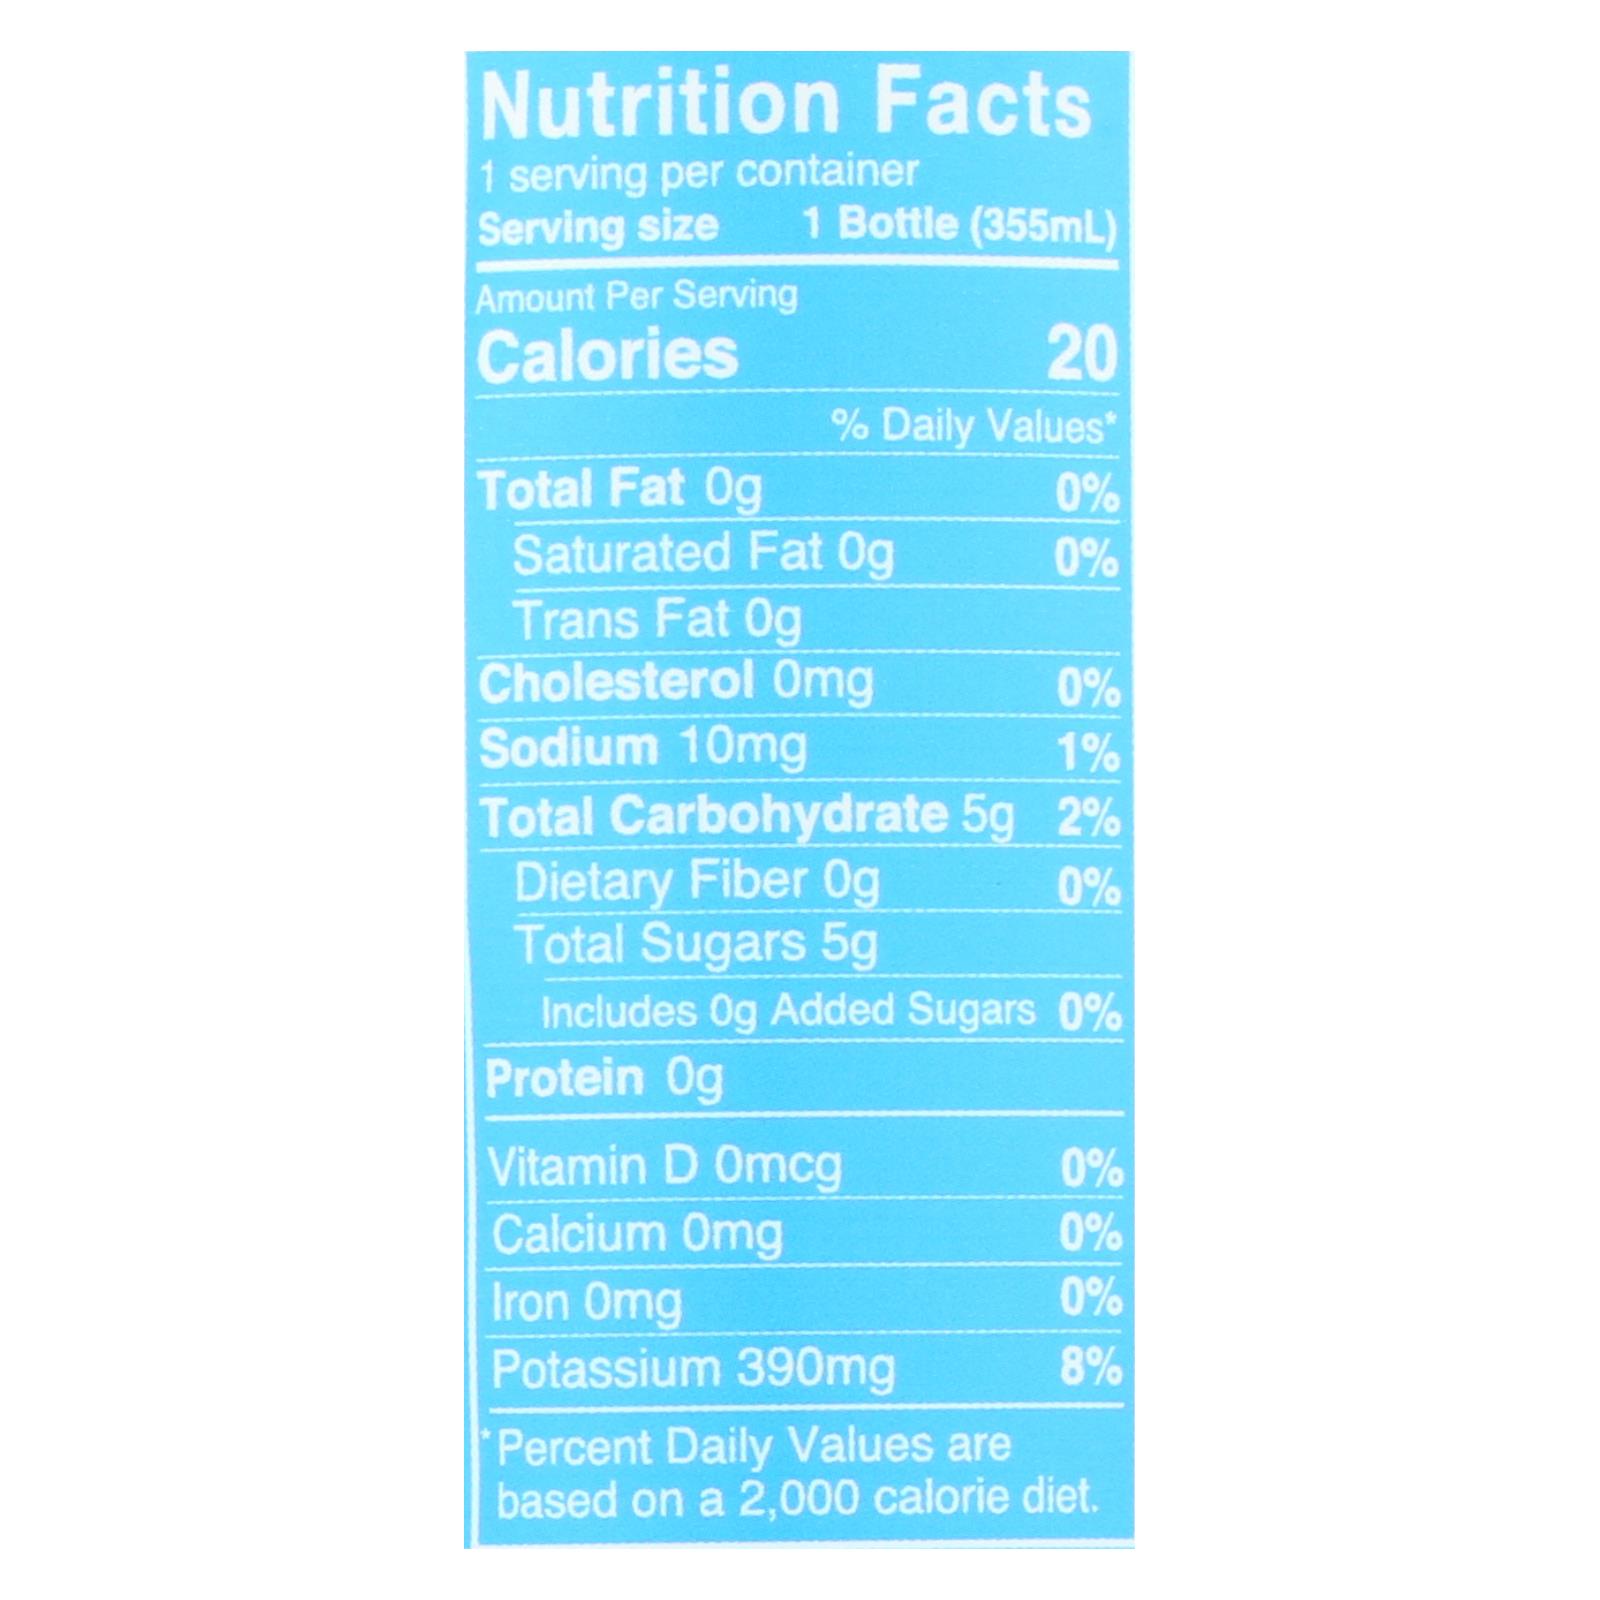 Nutrition Facts
1 serving per container
Serving size 1 Bottle (355mL)
Amount Per Serving
Calories 20
% Daily Values*
Total Fat 0g 0%
Saturated Fat 0g 0%
Trans Fat 0g
Cholesterol 0mg 0%
Sodium 10mg 1%
Total Carbohydrate 5g 2%
Dietary Fiber 0g 0%
Total Sugars 5g
Includes 0g Added Sugars 0%
Protein 0g
Vitamin D 0mcg 0%
Calcium 0mg 0%
Iron 0mg 0%
Potassium 390mg 8%
*Percent Daily Values are
based on a 2,000 calorie diet.